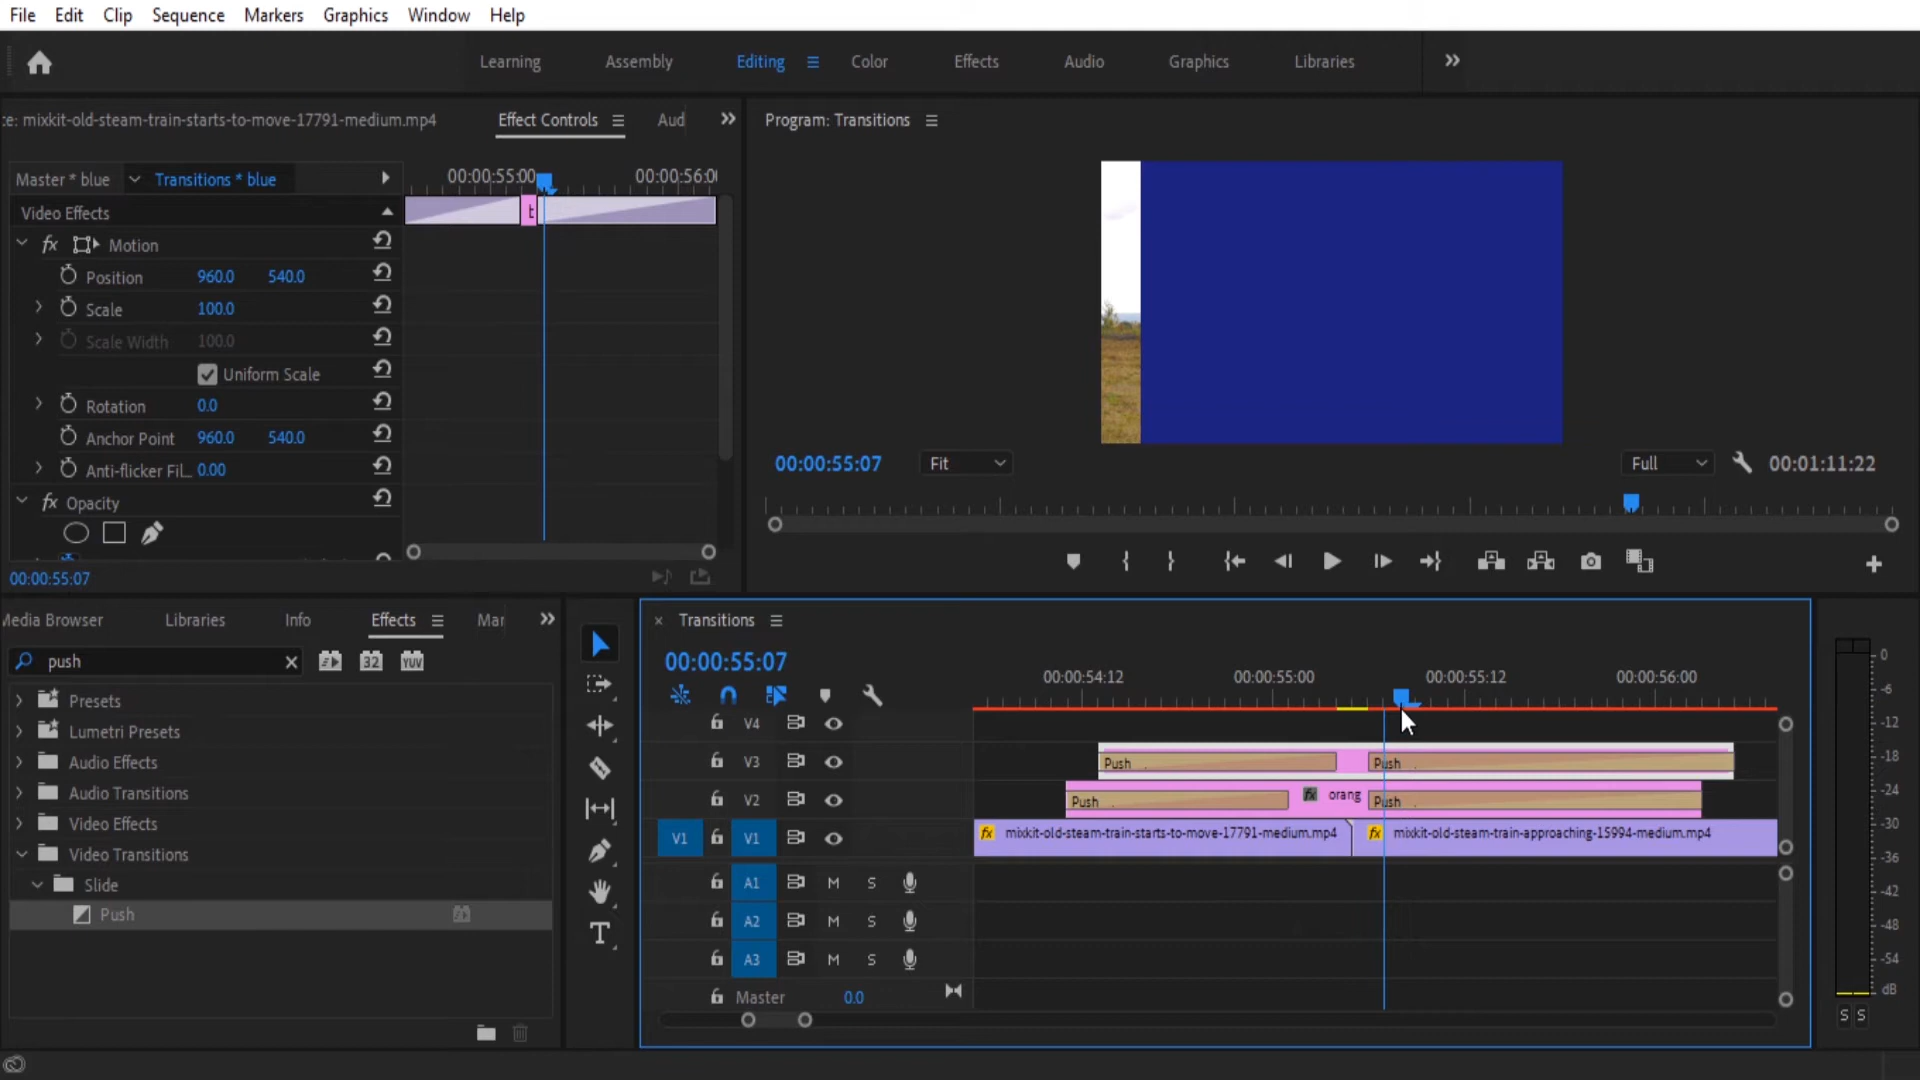 File Edit Clip Sequence Markers Graphics Window Help
Learning Assembly Editing Color Effects Audio Graphics Libraries
ce: mixkit-old-steam-train-starts-to-move-17791-medium.mp4 Effect Controls Aud
Program: Transitions
Master * blue Transitions * blue
00:00:55:00 00:00:56:0
Video Effects
fx Motion
Position 960.0 540.0
Scale 100.0
Scale Width 100.0
Uniform Scale
Rotation 0.0
Anchor Point 960.0 540.0
Anti-flicker Fil... 0.00
fx Opacity
00:00:55:07
00:00:55:07 Fit Full 00:01:11:22
Media Browser Libraries Info Effects Mar
push 32 YUV
Presets
Lumetri Presets
Audio Effects
Audio Transitions
Video Effects
Video Transitions
Slide
Push
× Transitions
00:00:55:07
00:00:54:12 00:00:55:00 00:00:55:12 00:00:56:00
V4
V3 Push Push
V2 Push fx orang Push
V1 V1 fx mixkit-old-steam-train-starts-to-move-17791-medium.mp4 fx mixkit-old-steam-train-approaching-15994-medium.mp4
A1 M S
A2 M S
A3 M S
Master 0.0
0
-6
-12
-18
-24
-30
-36
-42
-48
-54
dB
S S